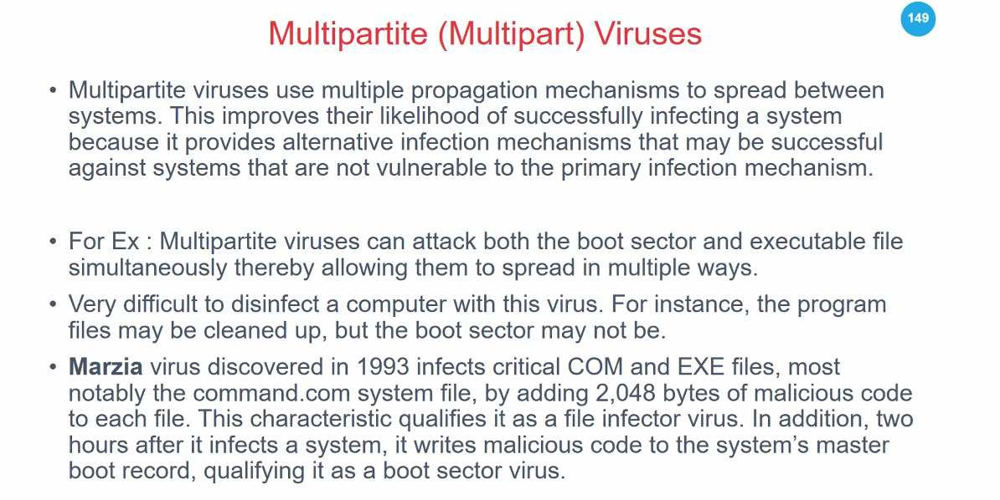 Multipartite (Multipart) Viruses
149
• Multipartite viruses use multiple propagation mechanisms to spread between
systems. This improves their likelihood of successfully infecting a system
because it provides alternative infection mechanisms that may be successful
against systems that are not vulnerable to the primary infection mechanism.
• For Ex : Multipartite viruses can attack both the boot sector and executable file
simultaneously thereby allowing them to spread in multiple ways.
• Very difficult to disinfect a computer with this virus. For instance, the program
files may be cleaned up, but the boot sector may not be.
• Marzia virus discovered in 1993 infects critical COM and EXE files, most
notably the command.com system file, by adding 2,048 bytes of malicious code
to each file. This characteristic qualifies it as a file infector virus. In addition, two
hours after it infects a system, it writes malicious code to the system’s master
boot record, qualifying it as a boot sector virus.